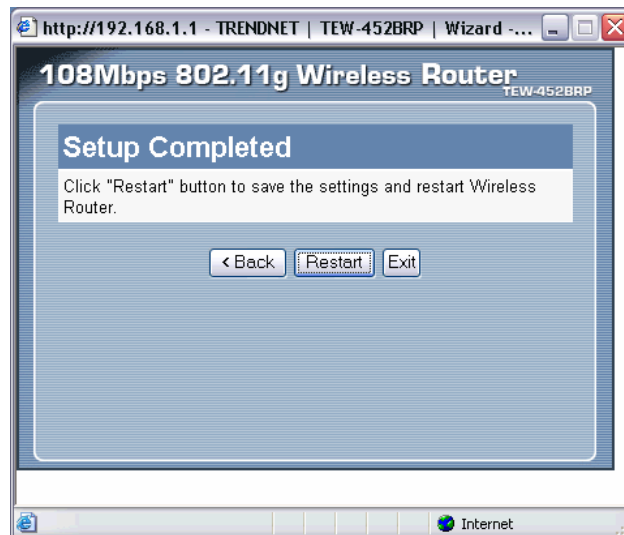 http://192.168.1.1 - TRENDNET | TEW-452BRP | Wizard -...
108Mbps 802.11g Wireless Router
TEW-452BRP
Setup Completed
Click "Restart" button to save the settings and restart Wireless
Router.
< Back Restart Exit
Internet